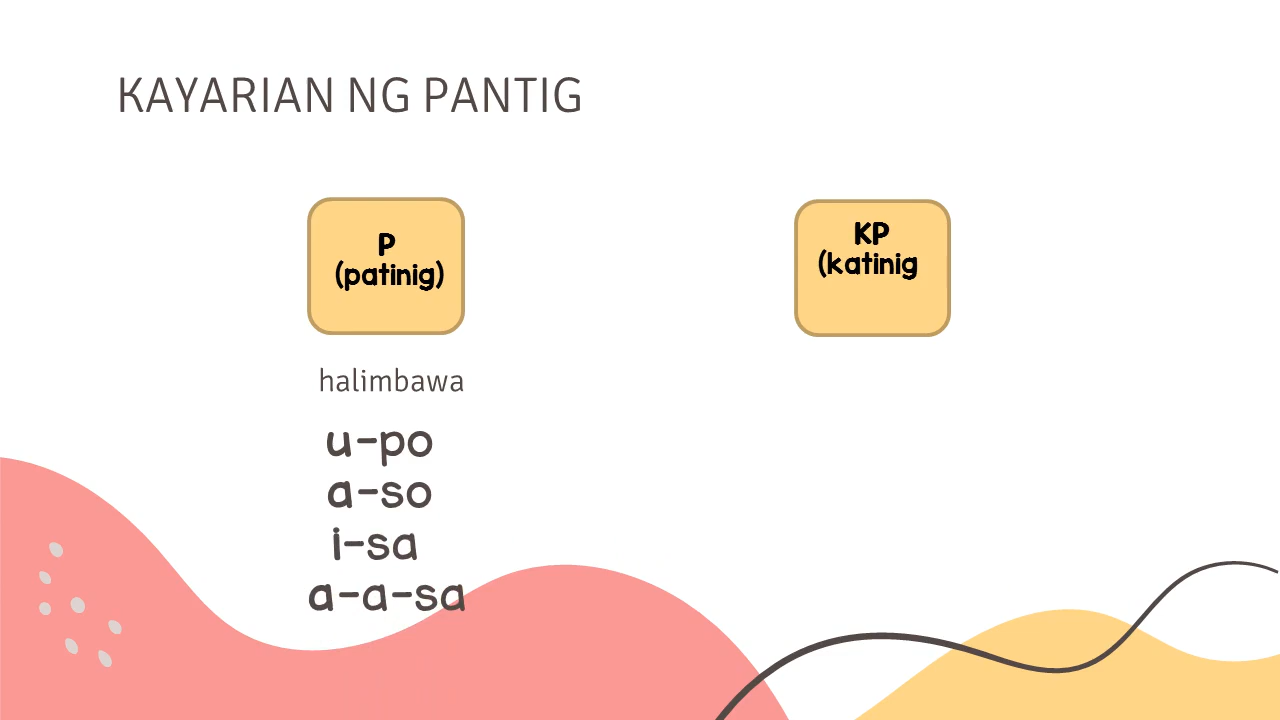 KAYARIAN NG PANTIG
P
(patinig)
KP
(katinig
halimbawa
u-po
a-so
i-sa
a-a-sa